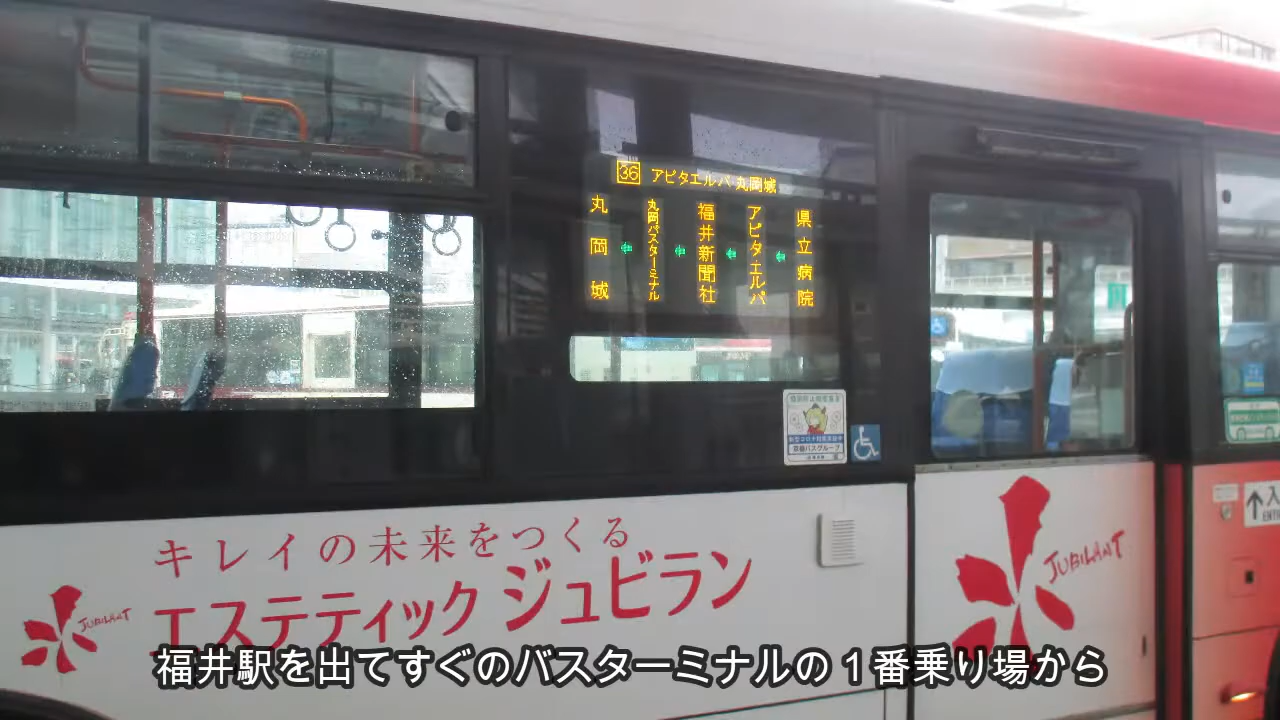 36 アピタエルパ・丸岡城
県立病院
アピタエルパ
福井新聞社
丸岡バスターミナル
丸岡城
キレイの未来をつくる
エステティック ジュビラン
JUBILANT
JUBILANT
福井駅を出てすぐのバスターミナルの1番乗り場から